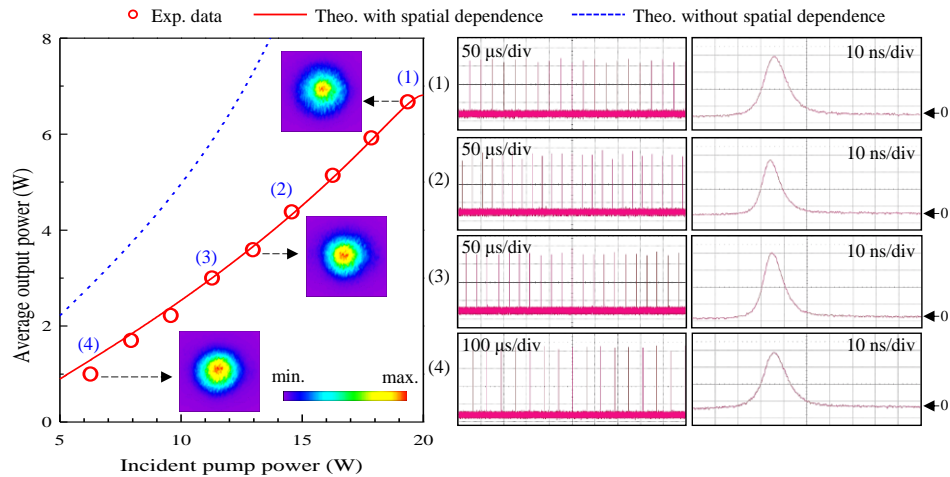 Exp. data
Theo. with spatial dependence
Theo. without spatial dependence
8
6
4
2
0
5
10
15
20
Average output power (W)
Incident pump power (W)
(1)
(2)
(3)
(4)
min.
max.
(1)
50 μs/div
10 ns/div
0
(2)
50 μs/div
10 ns/div
0
(3)
50 μs/div
10 ns/div
0
(4)
100 μs/div
10 ns/div
0